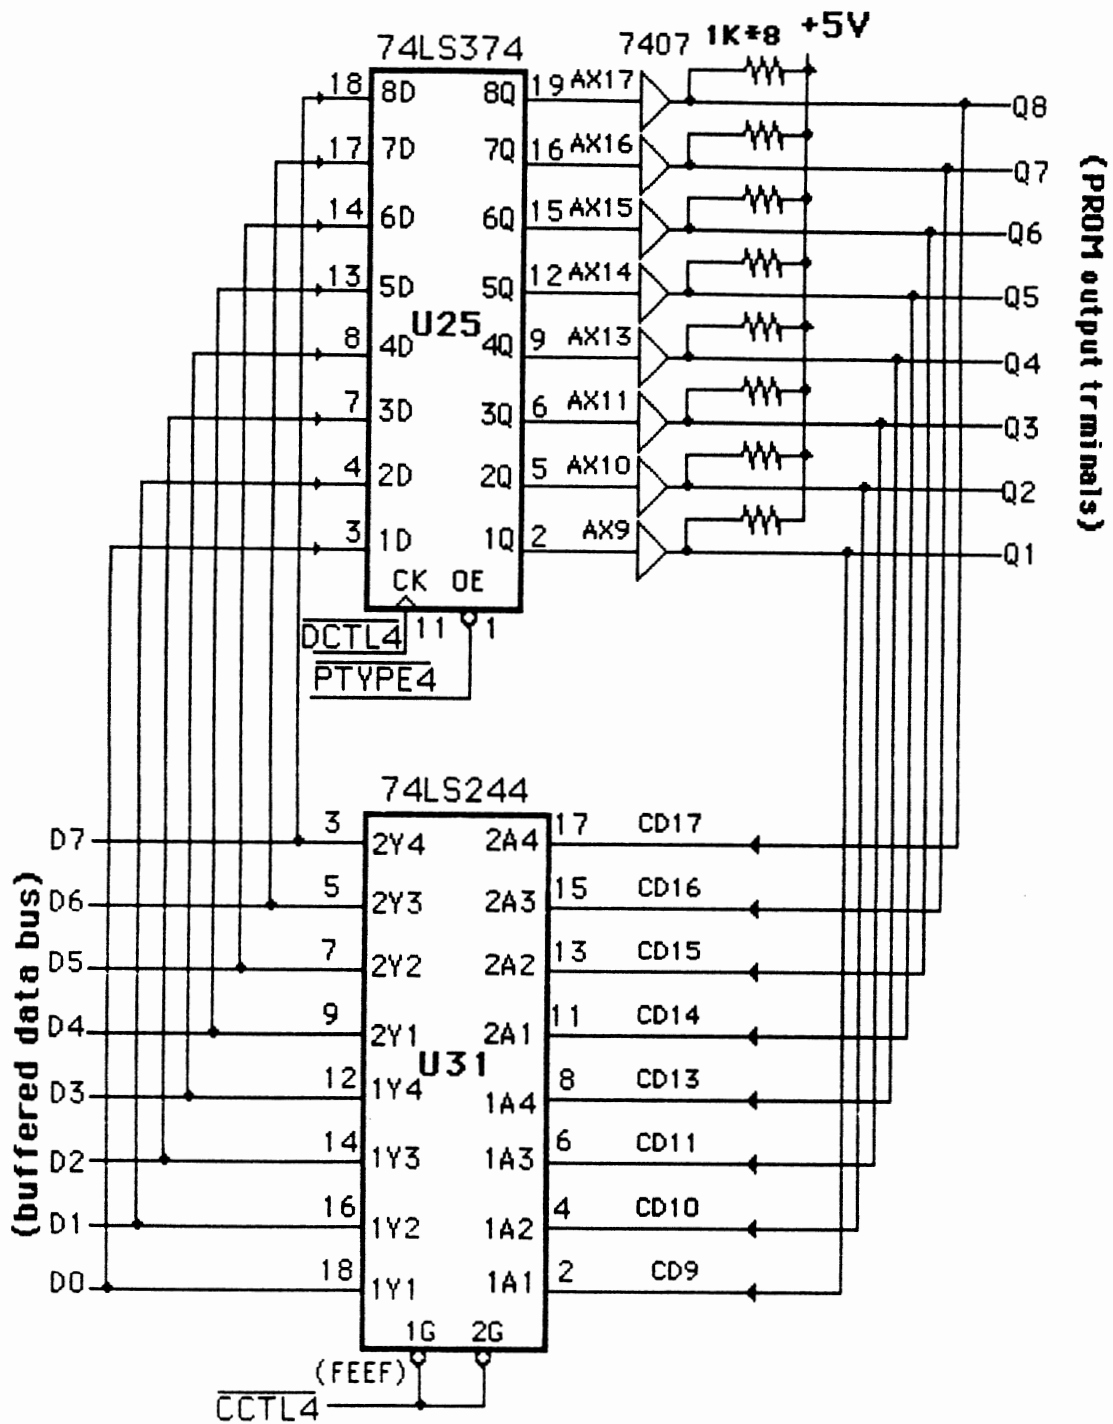 74LS374 7407 1K*8 +5V
18 8D 8Q 19 AX17 Q8
17 7D 7Q 16 AX16 Q7
14 6D 6Q 15 AX15 Q6
13 5D 5Q 12 AX14 Q5
U25
8 4D 4Q 9 AX13 Q4
7 3D 3Q 6 AX11 Q3
4 2D 2Q 5 AX10 Q2
3 1D 1Q 2 AX9 Q1
CK OE
DCTL4 11 1
PTYPE4
(PROM output trminals)
74LS244
D7 3 2Y4 2A4 17 CD17
D6 5 2Y3 2A3 15 CD16
D5 7 2Y2 2A2 13 CD15
D4 9 2Y1 2A1 11 CD14
U31
D3 12 1Y4 1A4 8 CD13
D2 14 1Y3 1A3 6 CD11
D1 16 1Y2 1A2 4 CD10
D0 18 1Y1 1A1 2 CD9
1G 2G
(FEEF)
CCTL4
(buffered data bus)